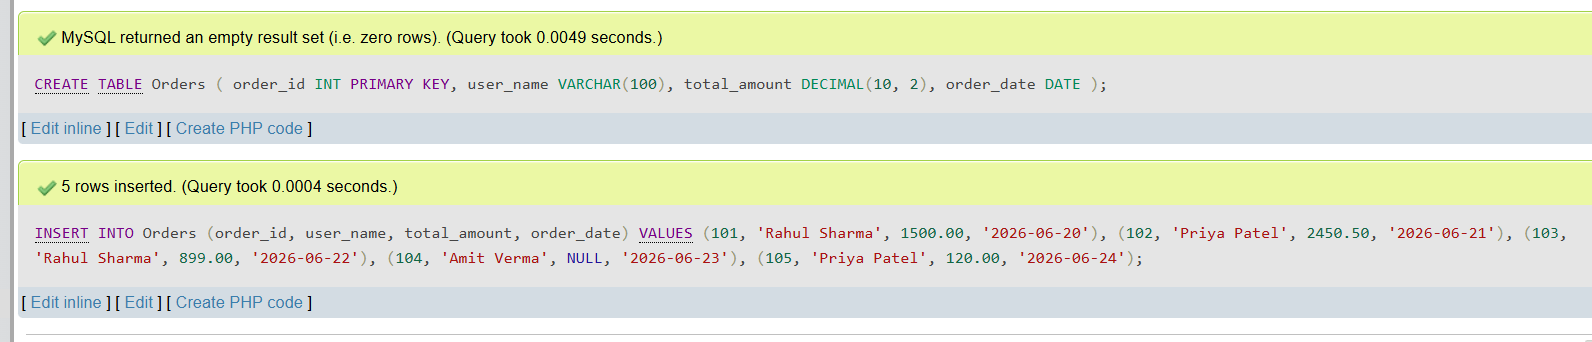 MySQL returned an empty result set (i.e. zero rows). (Query took 0.0049 seconds.)
CREATE TABLE Orders ( order_id INT PRIMARY KEY, user_name VARCHAR(100), total_amount DECIMAL(10, 2), order_date DATE );
[ Edit inline ] [ Edit ] [ Create PHP code ]
5 rows inserted. (Query took 0.0004 seconds.)
INSERT INTO Orders (order_id, user_name, total_amount, order_date) VALUES (101, 'Rahul Sharma', 1500.00, '2026-06-20'), (102, 'Priya Patel', 2450.50, '2026-06-21'), (103,
'Rahul Sharma', 899.00, '2026-06-22'), (104, 'Amit Verma', NULL, '2026-06-23'), (105, 'Priya Patel', 120.00, '2026-06-24');
[ Edit inline ] [ Edit ] [ Create PHP code ]